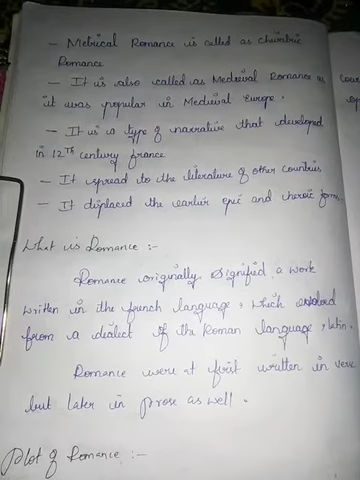 - Metrical Romance is called as chivalric
Romance
- It is also called as Medieval Romance as
it was popular in Medieval Europe.
- It is a type of narrative that developed
in 12th century france
- It spread to the literature of other countries
- It displaced the earlier epic and heroic forms.
What is Romance :-
Romance originally signified a work
written in the french language, which evolved
from a dialect of the Roman language, latin.
Romance were at first written in verse
but later in prose as well.
Plot of Romance :-